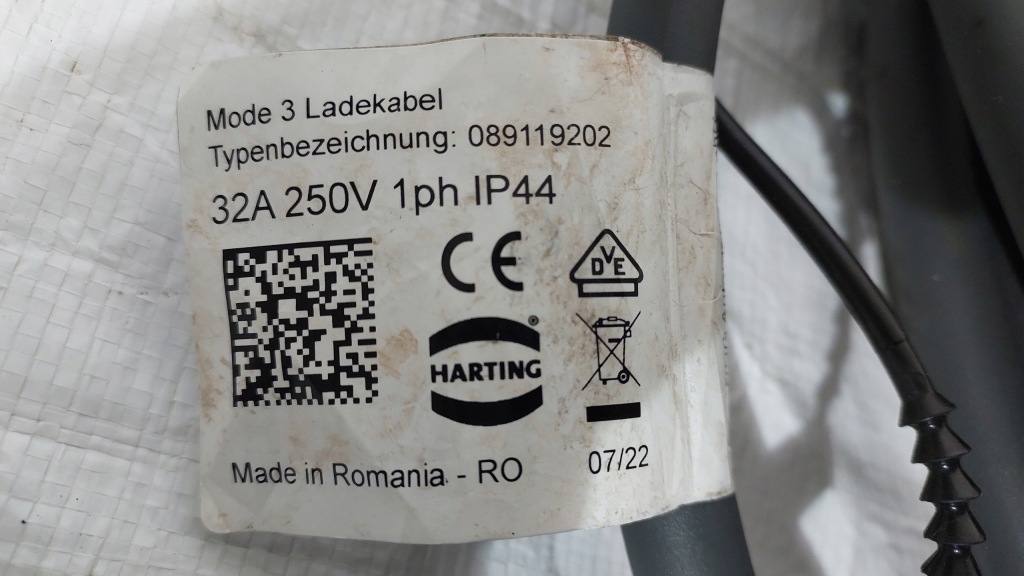 Mode 3 Ladekabel
Typenbezeichnung: 089119202
32A 250V 1ph IP44
CE
DVE
HARTING®
Made in Romania - RO
07/22